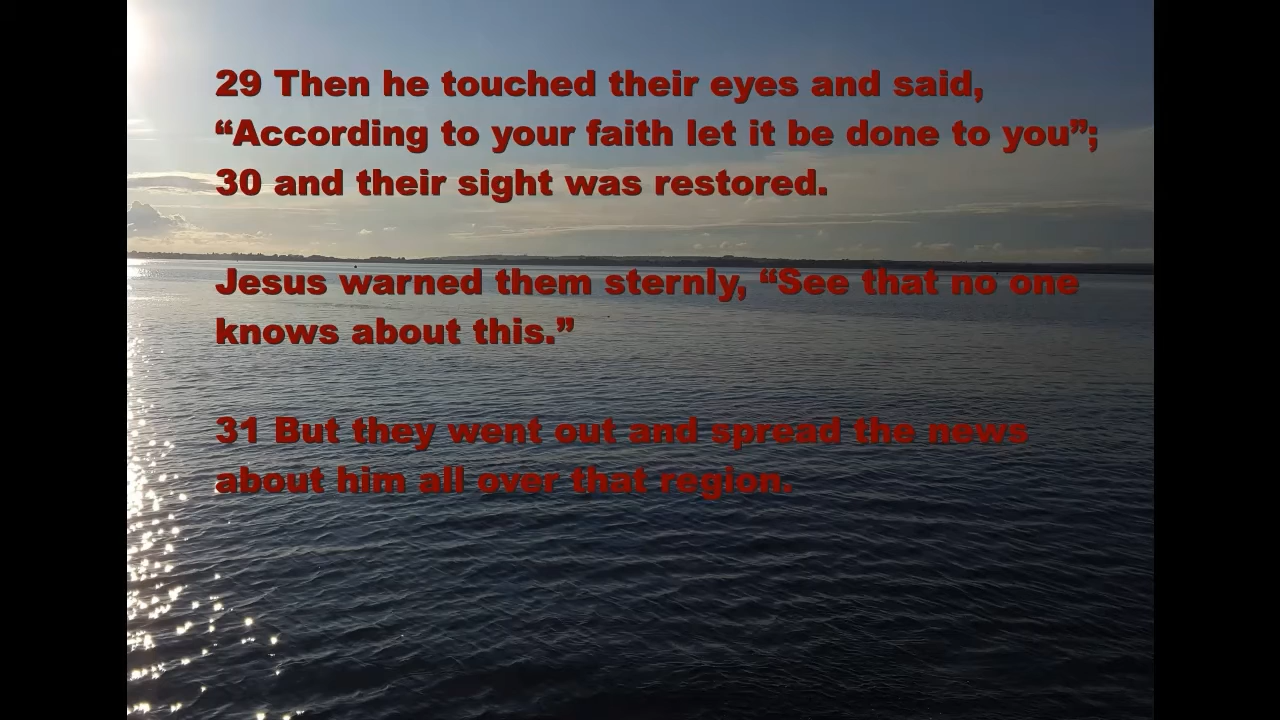 29 Then he touched their eyes and said,
“According to your faith let it be done to you”;
30 and their sight was restored.
Jesus warned them sternly, “See that no one
knows about this.”
31 But they went out and spread the news
about him all over that region.